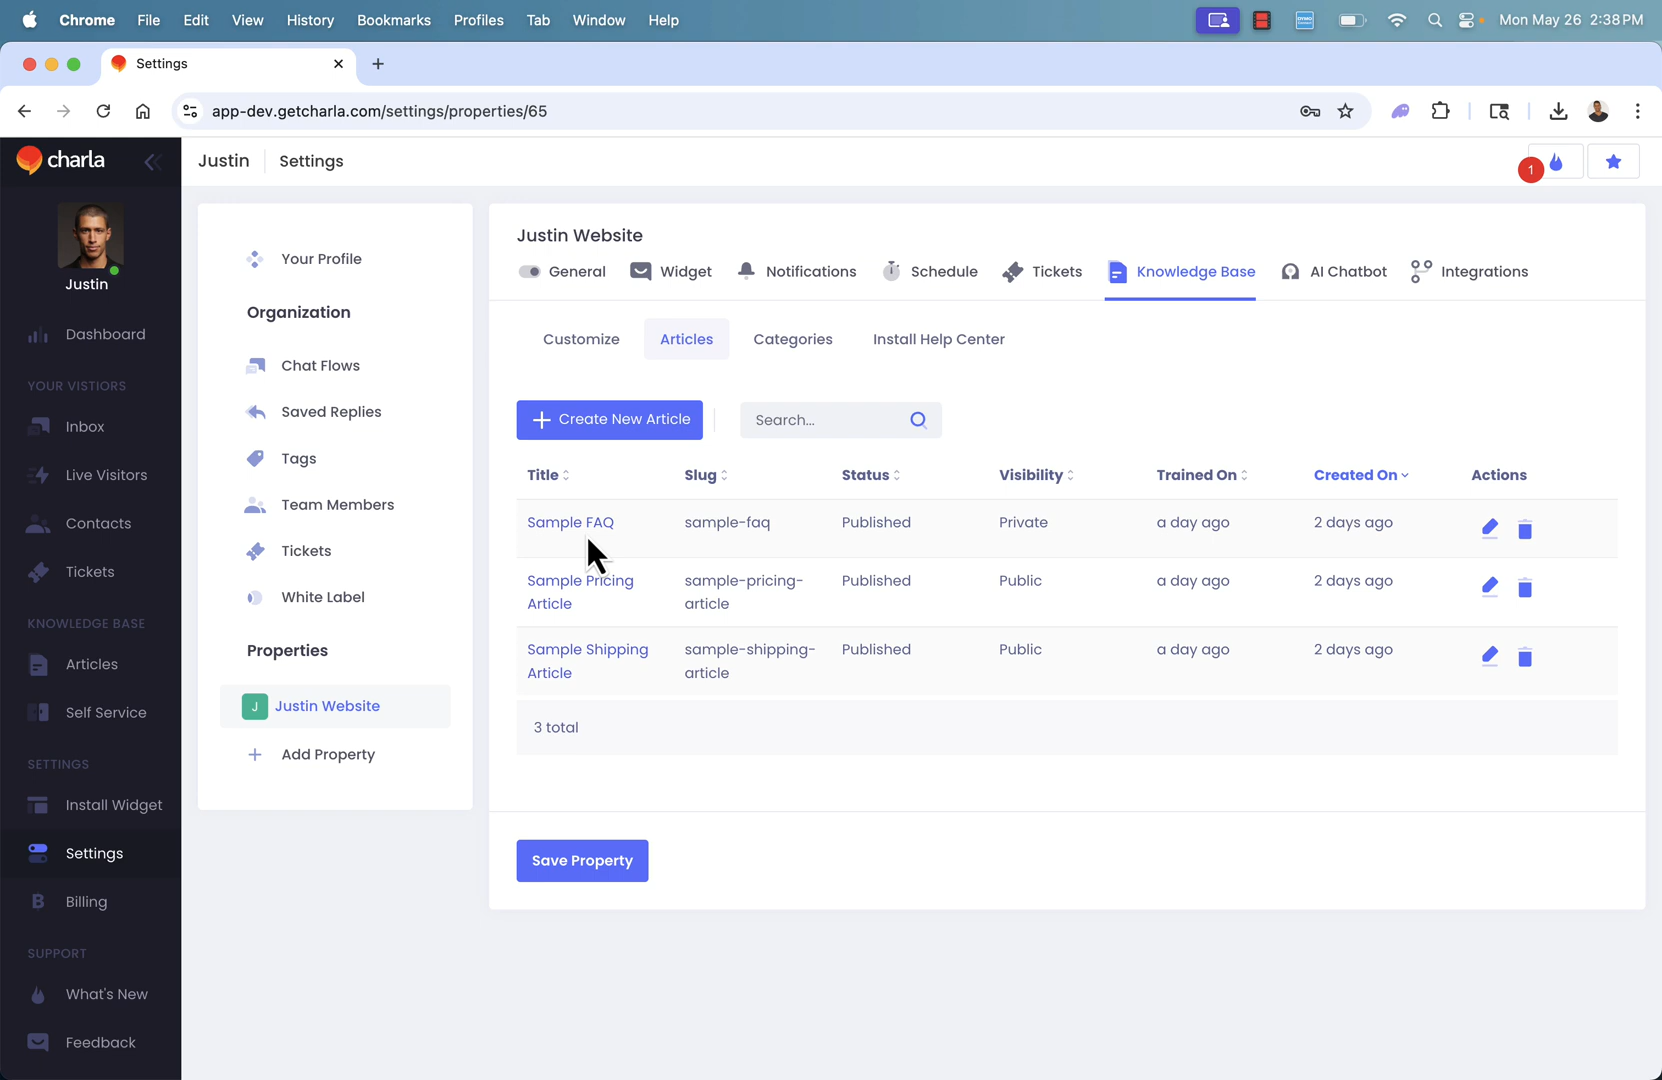 Chrome File Edit View History Bookmarks Profiles Tab Window Help Mon May 26 2:38 PM
Settings
app-dev.getcharla.com/settings/properties/65
charla
Justin Settings
1
Justin
Dashboard
YOUR VISTIORS
Inbox
Live Visitors
Contacts
Tickets
KNOWLEDGE BASE
Articles
Self Service
SETTINGS
Install Widget
Settings
Billing
SUPPORT
What's New
Feedback
Your Profile
Organization
Chat Flows
Saved Replies
Tags
Team Members
Tickets
White Label
Properties
J Justin Website
Add Property
Justin Website
General Widget Notifications Schedule Tickets Knowledge Base AI Chatbot Integrations
Customize Articles Categories Install Help Center
Create New Article Search...
Title Slug Status Visibility Trained On Created On Actions
Sample FAQ sample-faq Published Private a day ago 2 days ago
Sample Pricing sample-pricing- Published Public a day ago 2 days ago
Article article
Sample Shipping sample-shipping- Published Public a day ago 2 days ago
Article article
3 total
Save Property